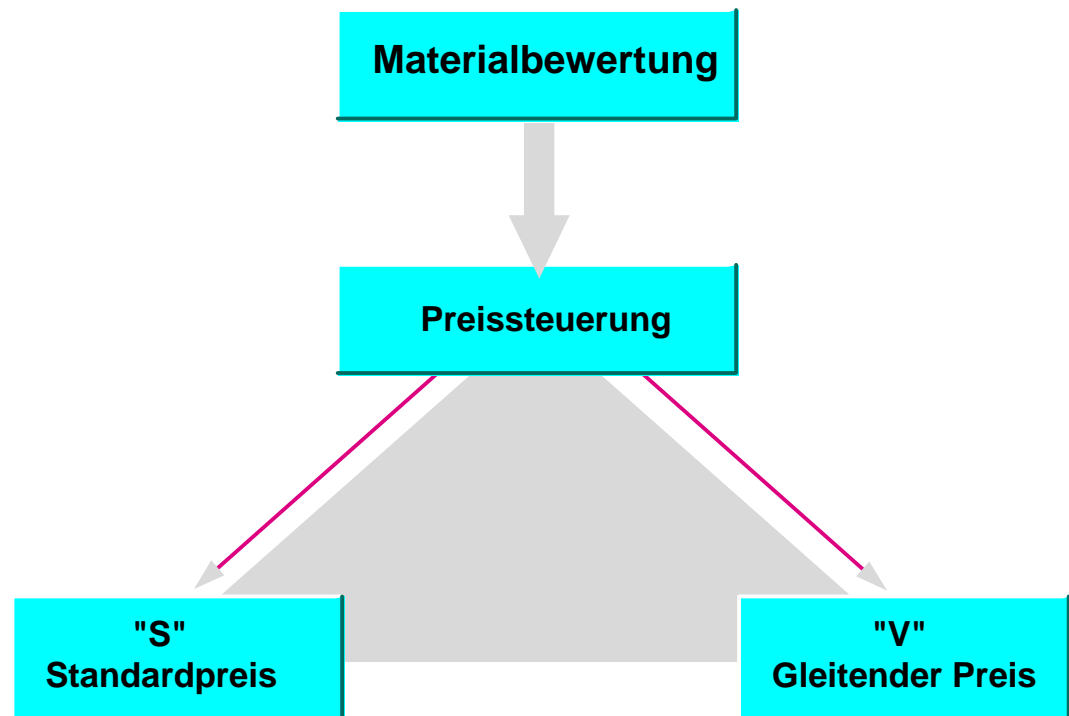 Materialbewertung
Preissteuerung
"S"
Standardpreis
"V"
Gleitender Preis